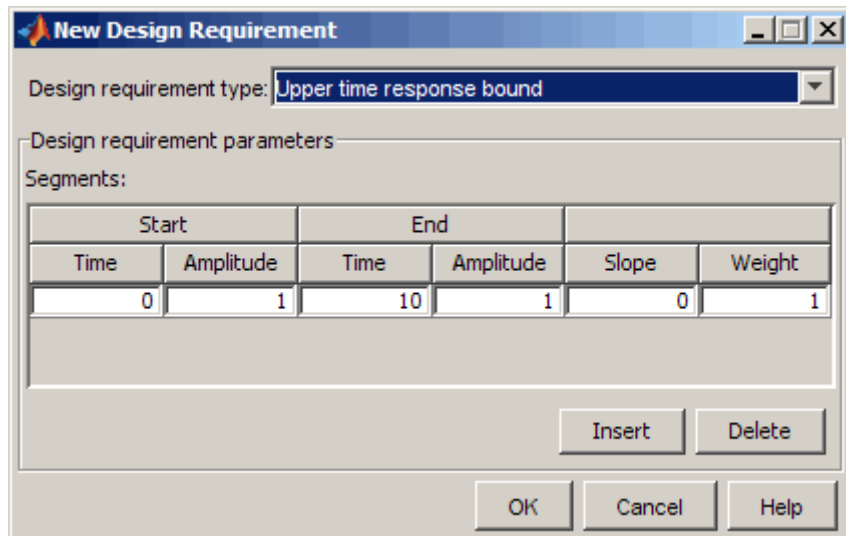 New Design Requirement
Design requirement type: Upper time response bound
Design requirement parameters
Segments:
Start End
Time Amplitude Time Amplitude Slope Weight
0 1 10 1 0 1
Insert Delete
OK Cancel Help